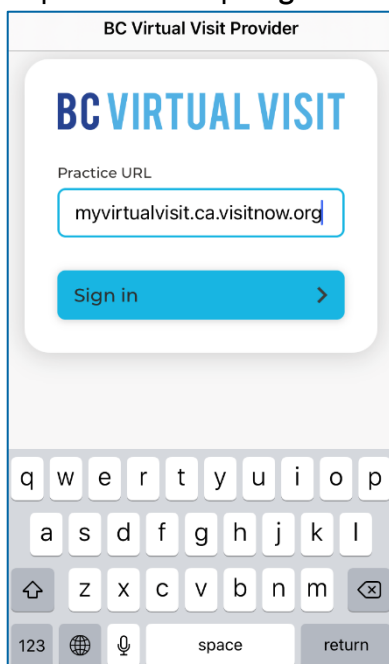 BC Virtual Visit Provider
BC VIRTUAL VISIT
Practice URL
myvirtualvisit.ca.visitnow.org
Sign in
q w e r t y u i o p
a s d f g h j k l
z x c v b n m
123 space return